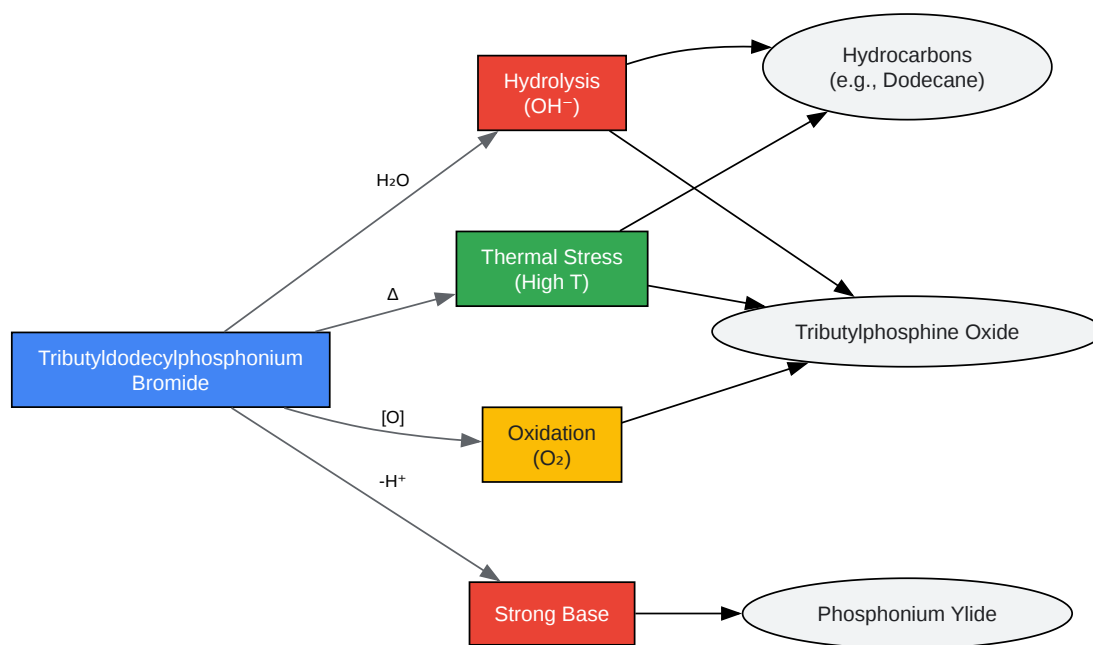 Hydrocarbons
(e.g., Dodecane)
Hydrolysis
(OH⁻)
H₂O
Thermal Stress
(High T)
Δ
Tributylphosphine Oxide
Tributyldodecylphosphonium
Bromide
[O]
Oxidation
(O₂)
-H⁺
Strong Base
Phosphonium Ylide